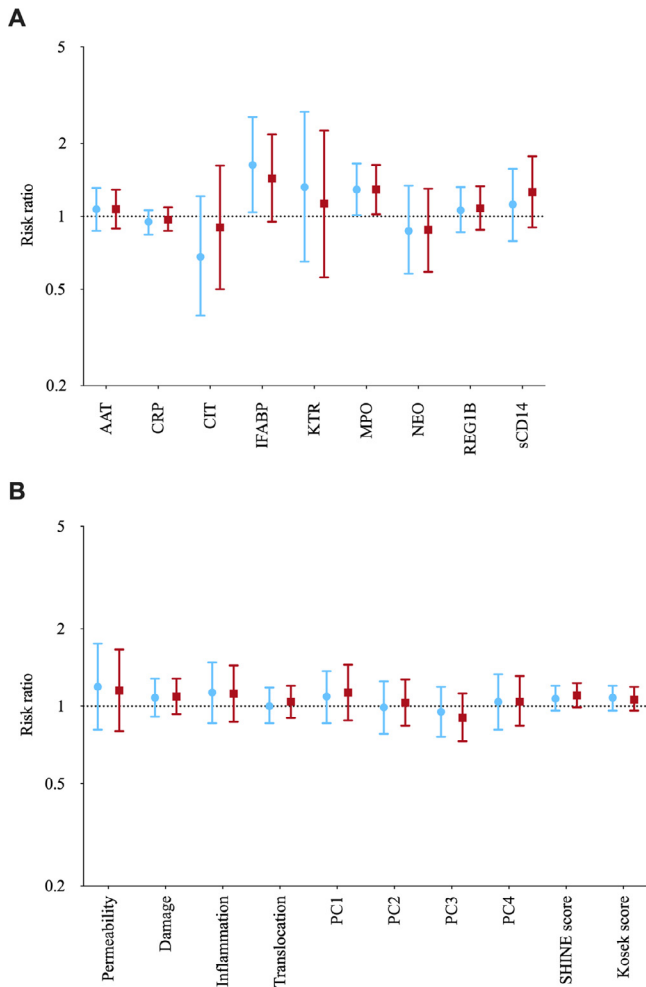 A
5
2
1
0.5
0.2
Risk ratio
AAT
CRP
CIT
IFABP
KTR
MPO
NEO
REG1B
sCD14
B
5
2
1
0.5
0.2
Risk ratio
Permeability
Damage
Inflammation
Translocation
PC1
PC2
PC3
PC4
SHINE score
Kosek score